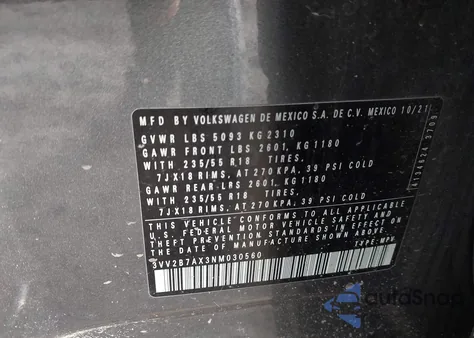 MFD BY VOLKSWAGEN DE MEXICO S.A. DE C.V. MEXICO 10/21
GVWR LBS 5093 KG 2310
GAWR FRONT LBS 2601, KG 1180
WITH 235/55 R18 TIRES.
7JX18 RIMS, AT 270 KPA, 39 PSI COLD
GAWR REAR LBS 2601, KG 1180
WITH 235/55 R18 TIRES.
7JX18 RIMS, AT 270 KPA, 39 PSI COLD
THIS VEHICLE CONFORMS TO ALL APPLICABLE
U.S. FEDERAL MOTOR VEHICLE SAFETY AND
THEFT PREVENTION STANDARDS IN EFFECT ON
THE DATE OF MANUFACTURE SHOWN ABOVE.
3VV2B7AX3NM030560 TYPE: MPV
autoSnap